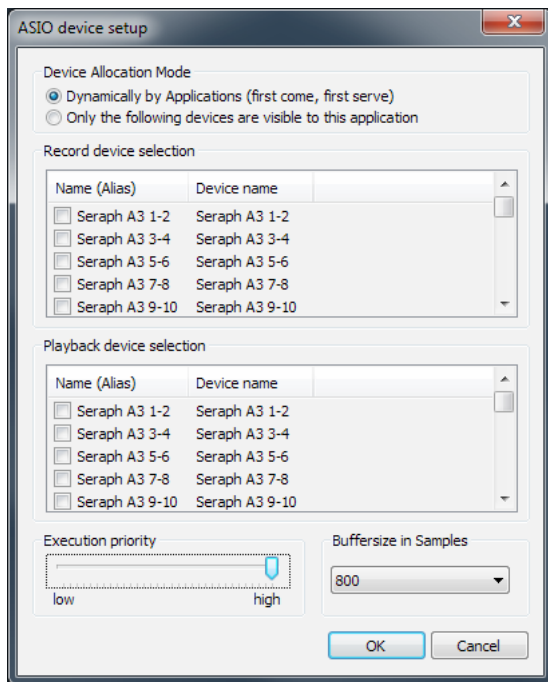 ASIO device setup
Device Allocation Mode
Dynamically by Applications (first come, first serve)
Only the following devices are visible to this application
Record device selection
Name (Alias) Device name
Seraph A3 1-2 Seraph A3 1-2
Seraph A3 3-4 Seraph A3 3-4
Seraph A3 5-6 Seraph A3 5-6
Seraph A3 7-8 Seraph A3 7-8
Seraph A3 9-10 Seraph A3 9-10
Playback device selection
Name (Alias) Device name
Seraph A3 1-2 Seraph A3 1-2
Seraph A3 3-4 Seraph A3 3-4
Seraph A3 5-6 Seraph A3 5-6
Seraph A3 7-8 Seraph A3 7-8
Seraph A3 9-10 Seraph A3 9-10
Execution priority Buffersize in Samples
800
low high
OK Cancel